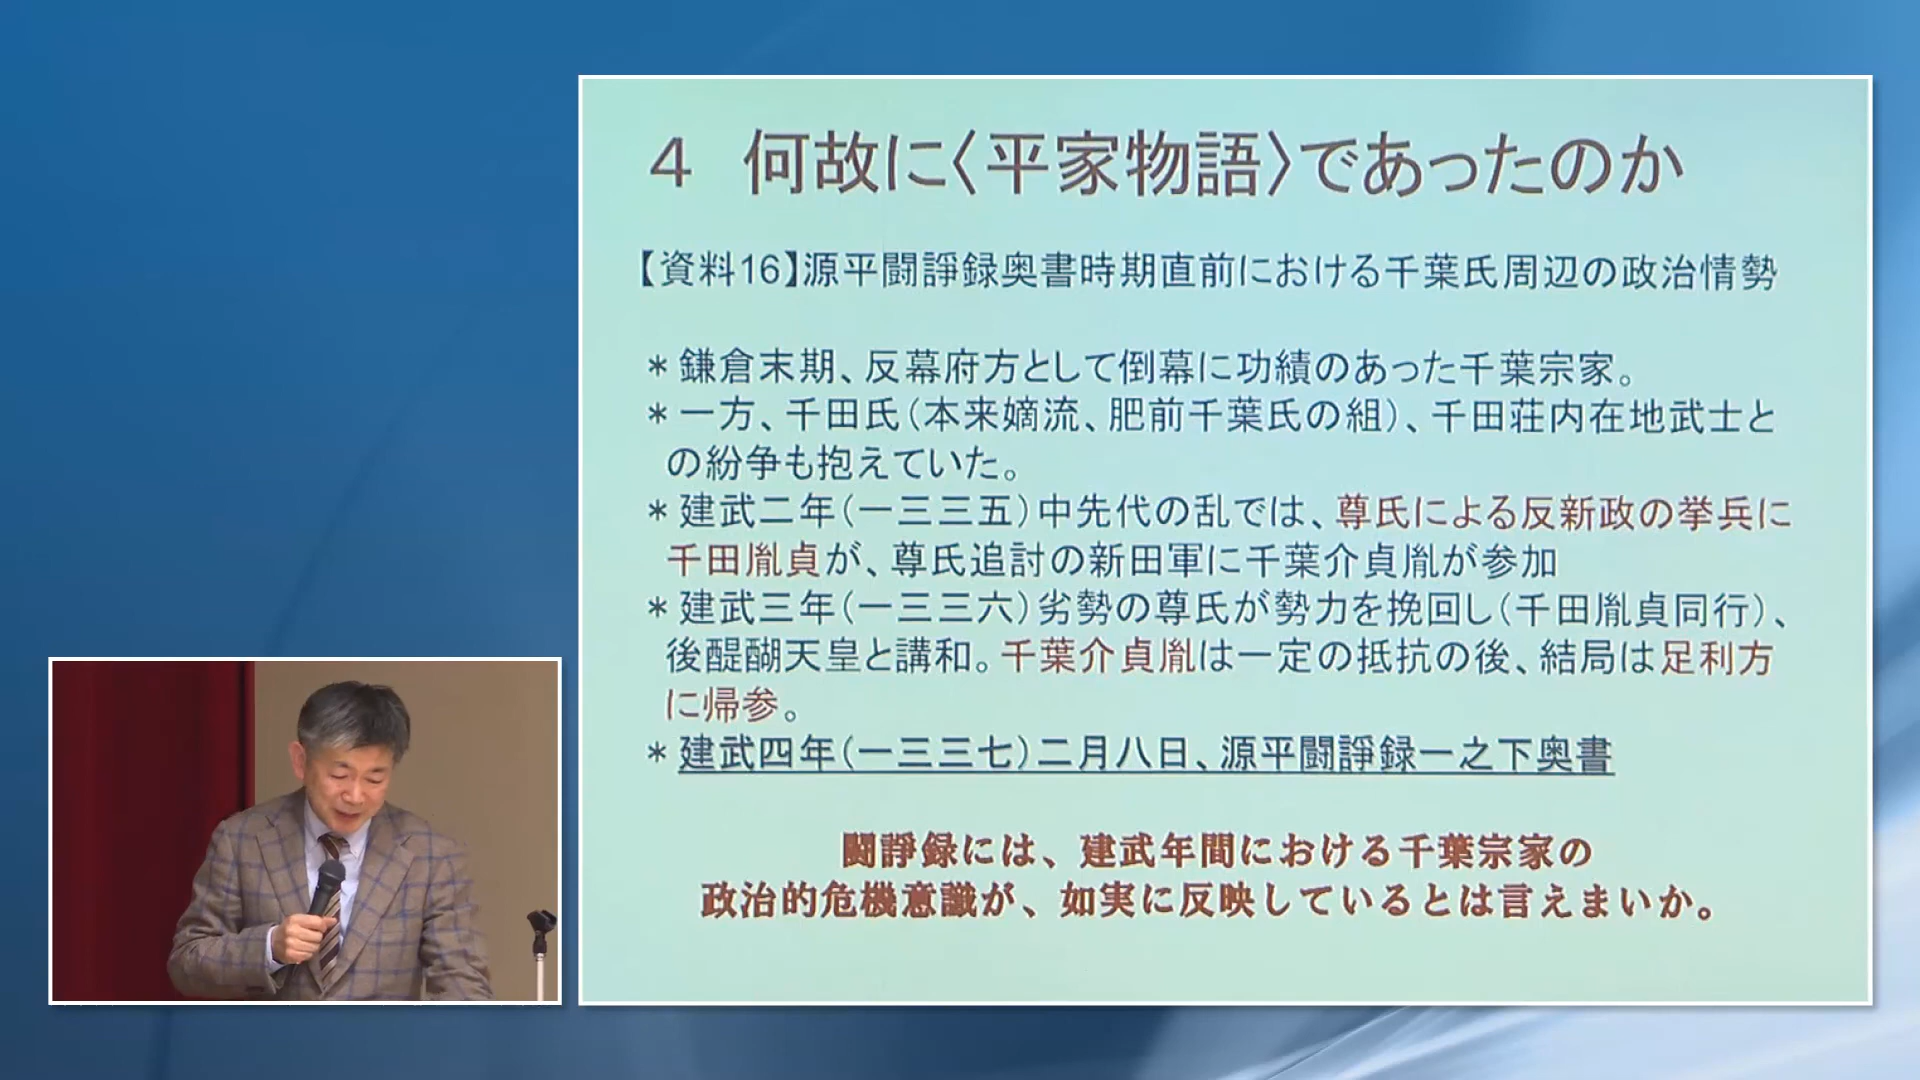 4 何故に〈平家物語〉であったのか
【資料16】源平闘諍録奥書時期直前における千葉氏周辺の政治情勢
＊鎌倉末期、反幕府方として倒幕に功績のあった千葉宗家。
＊一方、千田氏（本来嫡流、肥前千葉氏の組）、千田荘内在地武士と
の紛争も抱えていた。
＊建武二年（一三三五）中先代の乱では、尊氏による反新政の挙兵に
千田胤貞が、尊氏追討の新田軍に千葉介貞胤が参加
＊建武三年（一三三六）劣勢の尊氏が勢力を挽回し（千田胤貞同行）、
後醍醐天皇と講和。千葉介貞胤は一定の抵抗の後、結局は足利方
に帰参。
＊建武四年（一三三七）二月八日、源平闘諍録一之下奥書
闘諍録には、建武年間における千葉宗家の
政治的危機意識が、如実に反映しているとは言えまいか。